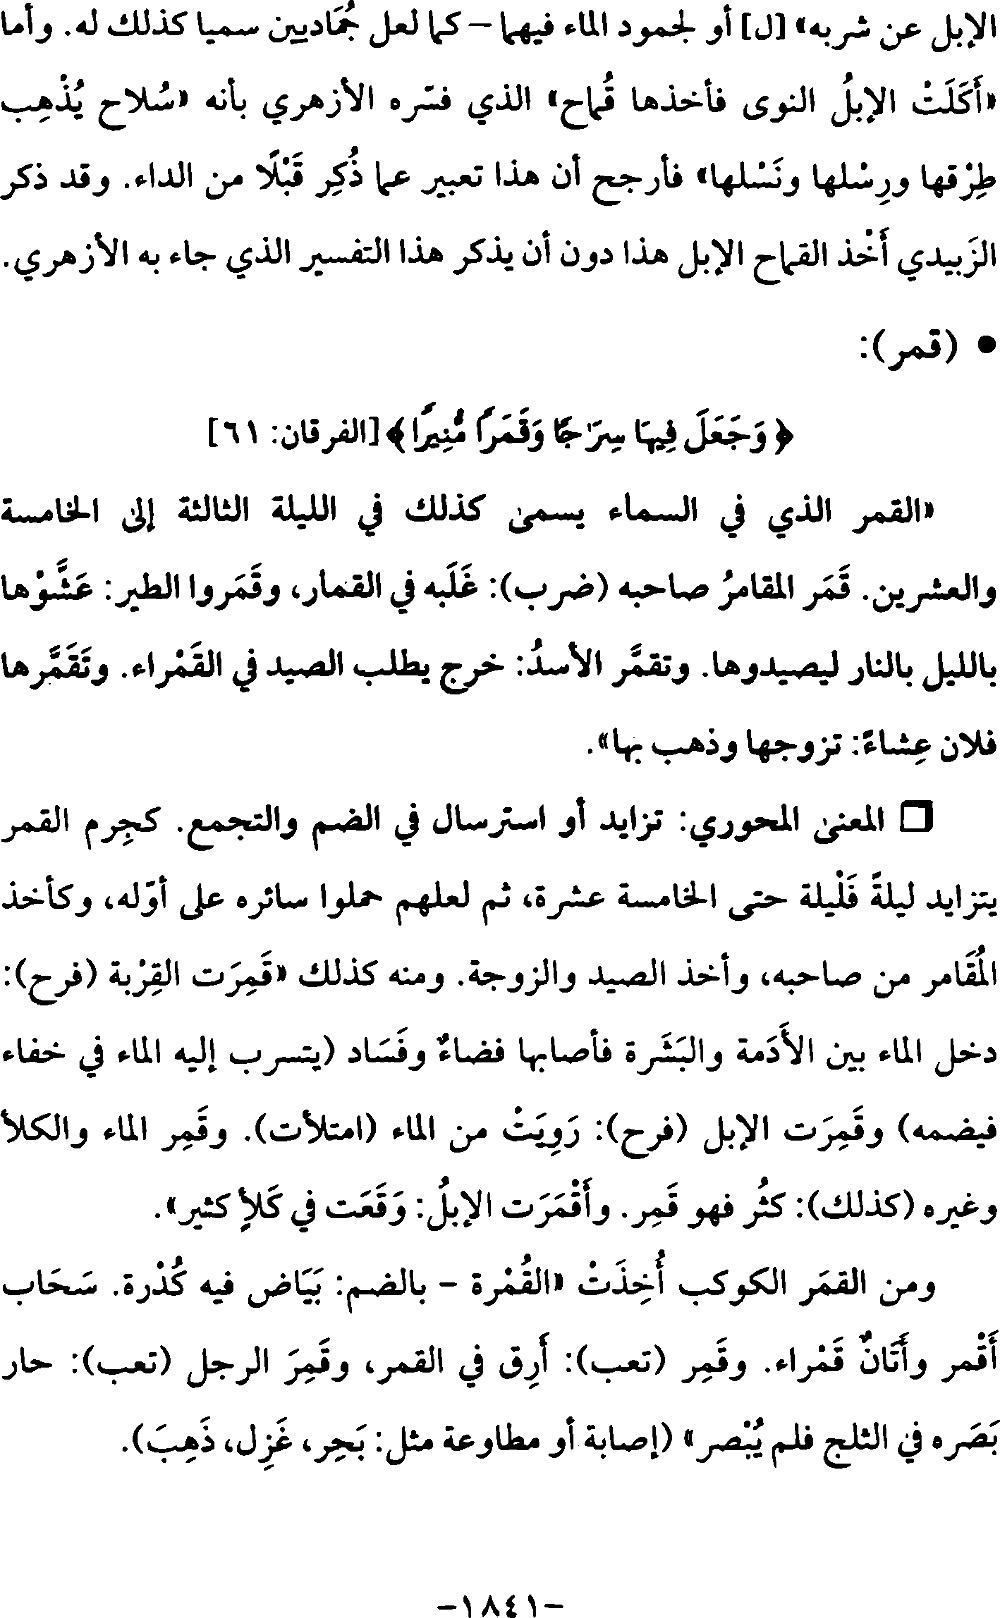 الإبل عن شربه» [ل] أو لجمود الماء فيهما – كما لعل جُمَاديين سميا كذلك له. وأما
«أَكَلَتْ الإبلُ النوى فأخذها قُماح» الذي فسّره الأزهري بأنه «سُلاح يُذْهِب
طِرْقها ورِسْلها ونَسْلها» فأرجح أن هذا تعبير عما ذُكِر قَبْلًا من الداء. وقد ذكر
الزَبيدي أَخْذ القماح الإبل هذا دون أن يذكر هذا التفسير الذي جاء به الأزهري.
• (قمر):
﴿وَجَعَلَ فِيهَا سِرَٰجًا وَقَمَرًا مُّنِيرًا﴾ [الفرقان: ٦١]
«القمر الذي في السماء يسمىٰ كذلك في الليلة الثالثة إلىٰ الخامسة
والعشرين. قَمَر المقامرُ صاحبه (ضرب): غَلَبه في القمار، وقَمَروا الطير: عَشَّوْها
بالليل بالنار ليصيدوها. وتقمَّر الأسدُ: خرج يطلب الصيد في القَمْراء. وتَقَمَّرها
فلان عِشاءً: تزوجها وذهب بها».
❒ المعنىٰ المحوري: تزايد أو استرسال في الضم والتجمع. كجِرم القمر
يتزايد ليلةً فَلْيلة حتى الخامسة عشرة، ثم لعلهم حملوا سائره على أوّله، وكأخذ
المُقَامر من صاحبه، وأخذ الصيد والزوجة. ومنه كذلك «قَمِرَت القِرْبة (فرح):
دخل الماء بين الأَدَمة والبَشَرة فأصابها فضاءٌ وفَسَاد (يتسرب إليه الماء في خفاء
فيضمه) وقَمِرَت الإبل (فرح): رَوِيَتْ من الماء (امتلأت). وقَمِر الماء والكلأ
وغيره (كذلك): كثُر فهو قَمِر. وأَقْمَرَت الإبلُ: وَقَعَت في كَلأٍ كثير».
ومن القمَر الكوكب أُخِذَتْ «القُمْرة – بالضم: بَيَاض فيه كُدْرة. سَحَاب
أَقْمر وأَتَانٌ قَمْراء. وقَمِر (تعب): أَرِق في القمر، وقَمِرَ الرجل (تعب): حار
بَصَره في الثلج فلم يُبْصر» (إصابة أو مطاوعة مثل: بَحِر، غَزِل، ذَهِبَ).
-١٨٤١-